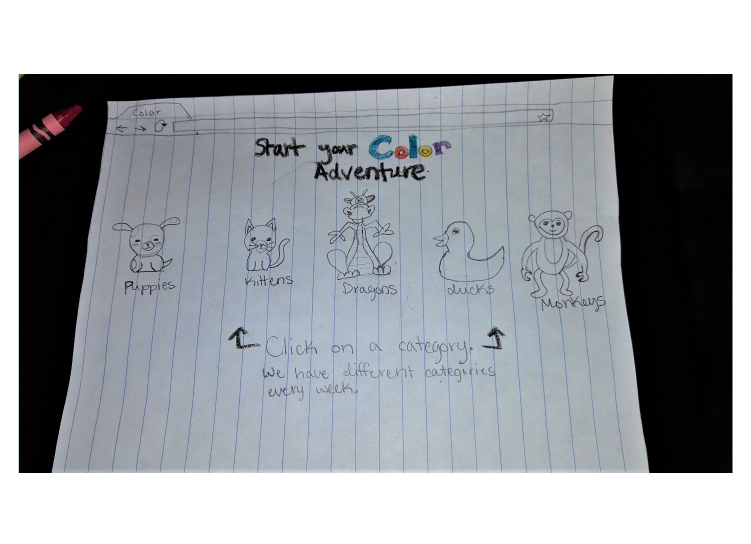 Color
Start your Color
Adventure
Puppies
Kittens
Dragons
ducks
Monkeys
Click on a category.
We have different categories
every week.